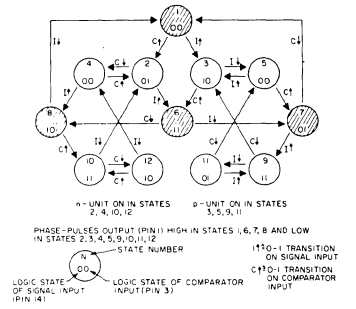 1
00
I↓
C↑
I↑
C↓
4
00
C↓
C↑
2
01
3
10
I↓
I↑
5
00
I↑
C↑
I↑
C↑
8
10
C↓
6
11
I↓
7
01
C↑
I↓
C↓
I↑
10
11
I↓
C↓
C↑
12
10
11
01
I↓
I↑
9
11
n-UNIT ON IN STATES
2, 4, 10, 12
p-UNIT ON IN STATES
3, 5, 9, 11
PHASE-PULSES OUTPUT (PIN 1) HIGH IN STATES 1, 6, 7, 8 AND LOW
IN STATES 2, 3, 4, 5, 9, 10, 11, 12
STATE NUMBER
N
00
LOGIC STATE
OF SIGNAL INPUT
(PIN 14)
LOGIC STATE OF COMPARATOR
INPUT (PIN 3)
I↑≙0-1 TRANSITION
ON SIGNAL INPUT
C↑≙0-1 TRANSITION
ON COMPARATOR
INPUT